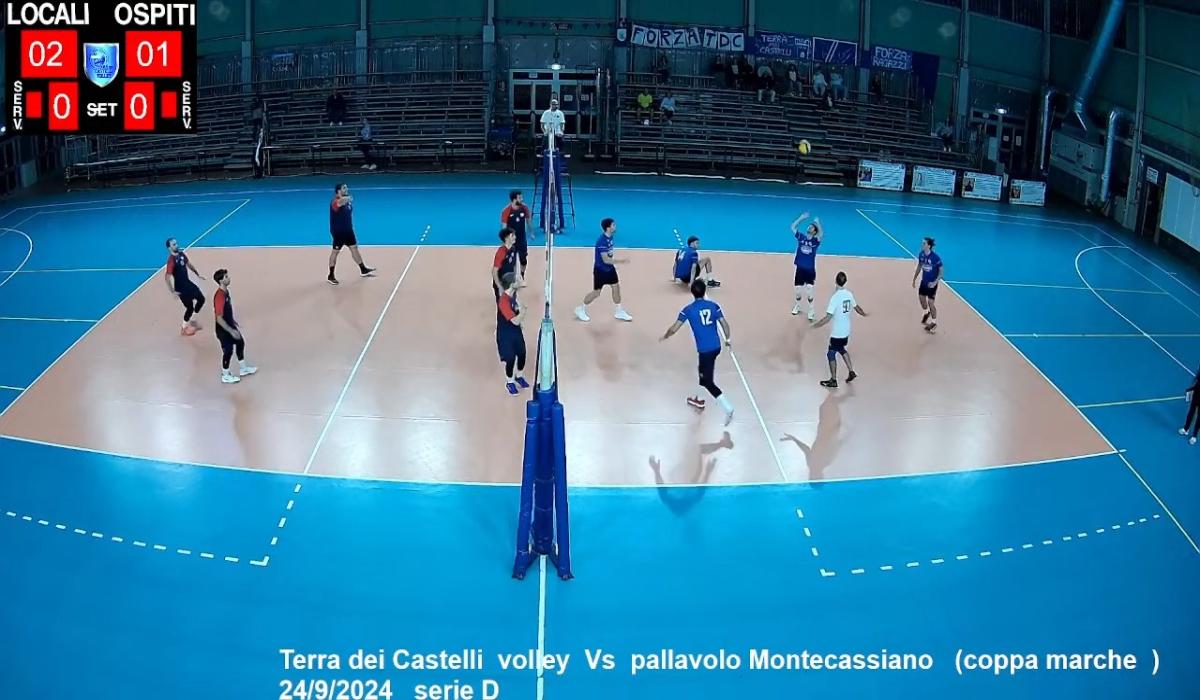 LOCALI OSPITI
02 01
SERV. 0 SET 0 SERV.
FORZA TDC
TERRA
CASTELLI
FORZA
RAGAZZI
12
Terra dei Castelli volley Vs pallavolo Montecassiano (coppa marche )
24/9/2024 serie D